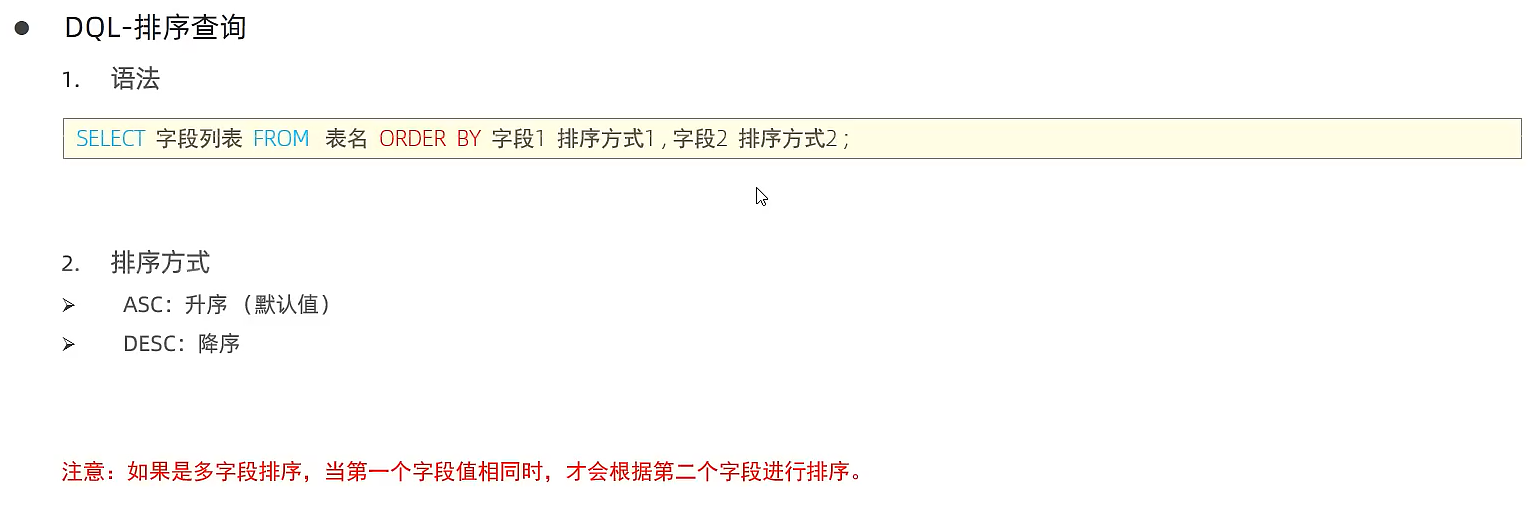 ● DQL-排序查询
1. 语法
SELECT 字段列表 FROM 表名 ORDER BY 字段1 排序方式1 , 字段2 排序方式2 ;
2. 排序方式
➢ ASC：升序（默认值）
➢ DESC：降序
注意：如果是多字段排序，当第一个字段值相同时，才会根据第二个字段进行排序。